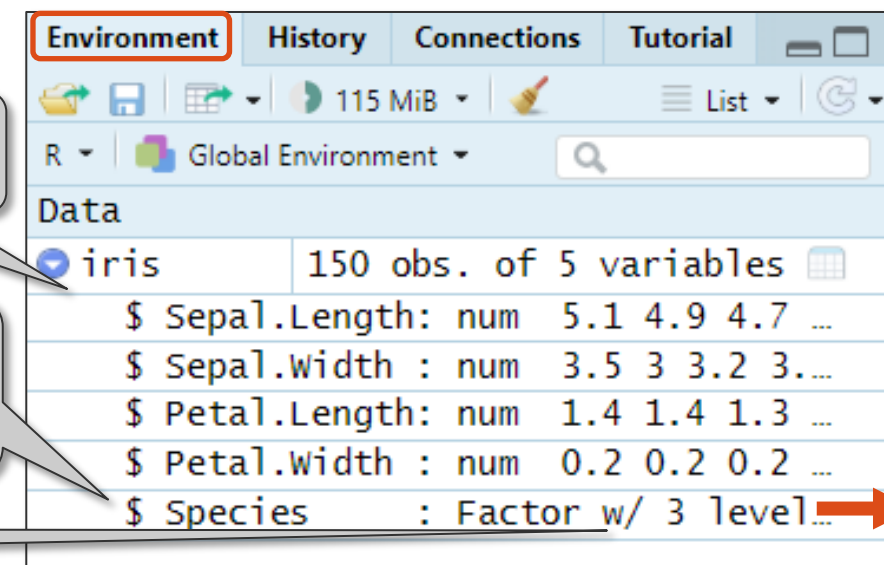 Environment History Connections Tutorial
115 MiB List
R Global Environment
Data
iris 150 obs. of 5 variables
$ Sepal.Length: num 5.1 4.9 4.7 …
$ Sepal.Width : num 3.5 3 3.2 3.…
$ Petal.Length: num 1.4 1.4 1.3 …
$ Petal.Width : num 0.2 0.2 0.2 …
$ Species : Factor w/ 3 level…